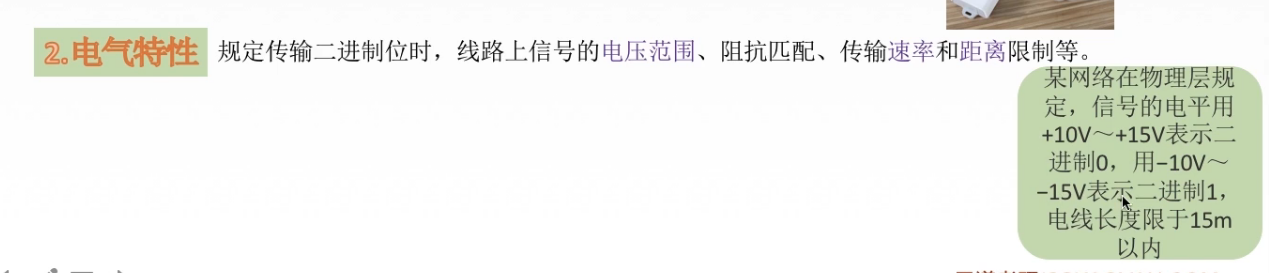 2.电气特性 规定传输二进制位时，线路上信号的电压范围、阻抗匹配、传输速率和距离限制等。
某网络在物理层规
定，信号的电平用
+10V～+15V表示二
进制0，用−10V～
−15V表示二进制1，
电线长度限于15m
以内